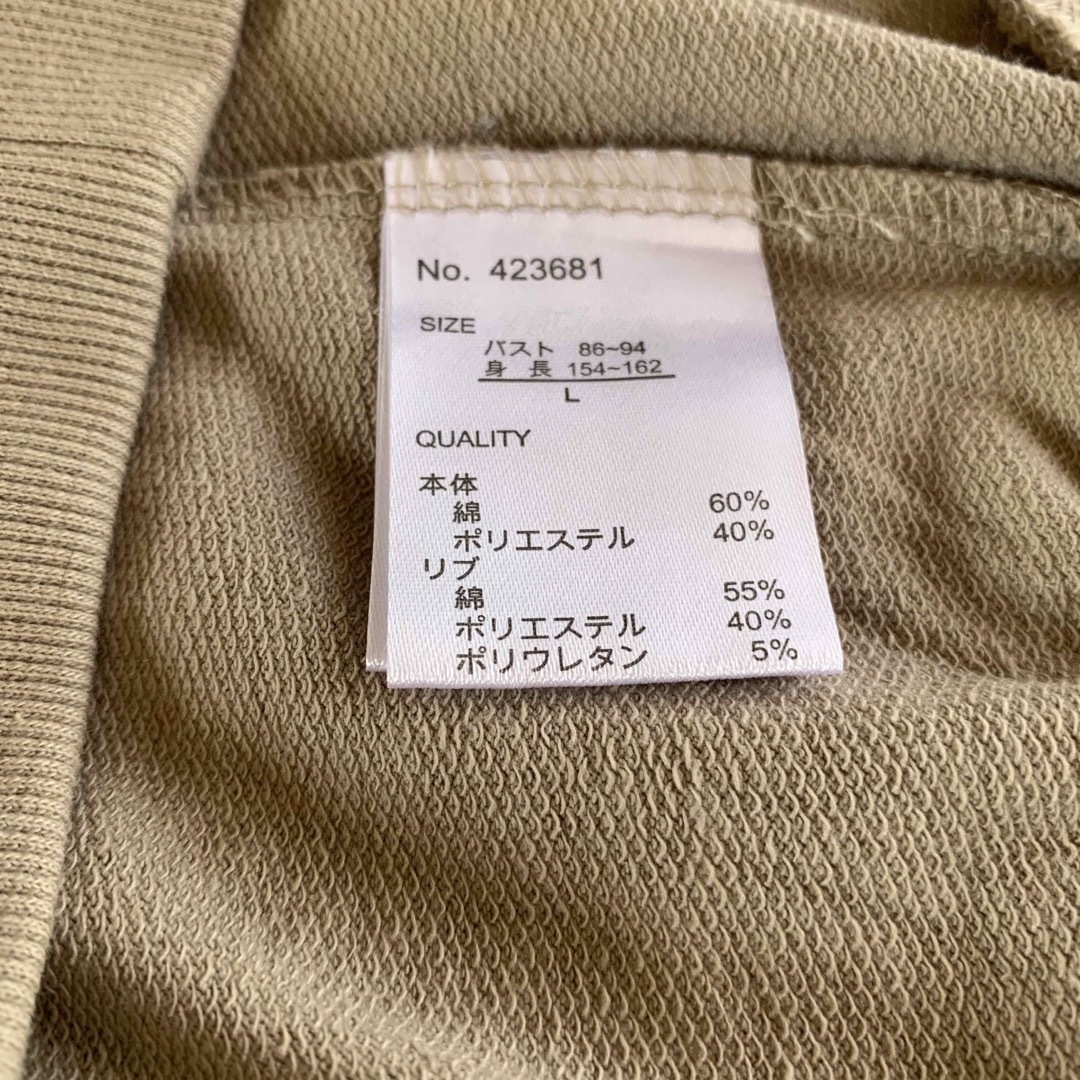 No. 423681
SIZE
バスト 86~94
身 長 154~162
L
QUALITY
本体
綿 60%
ポリエステル 40%
リブ
綿 55%
ポリエステル 40%
ポリウレタン 5%